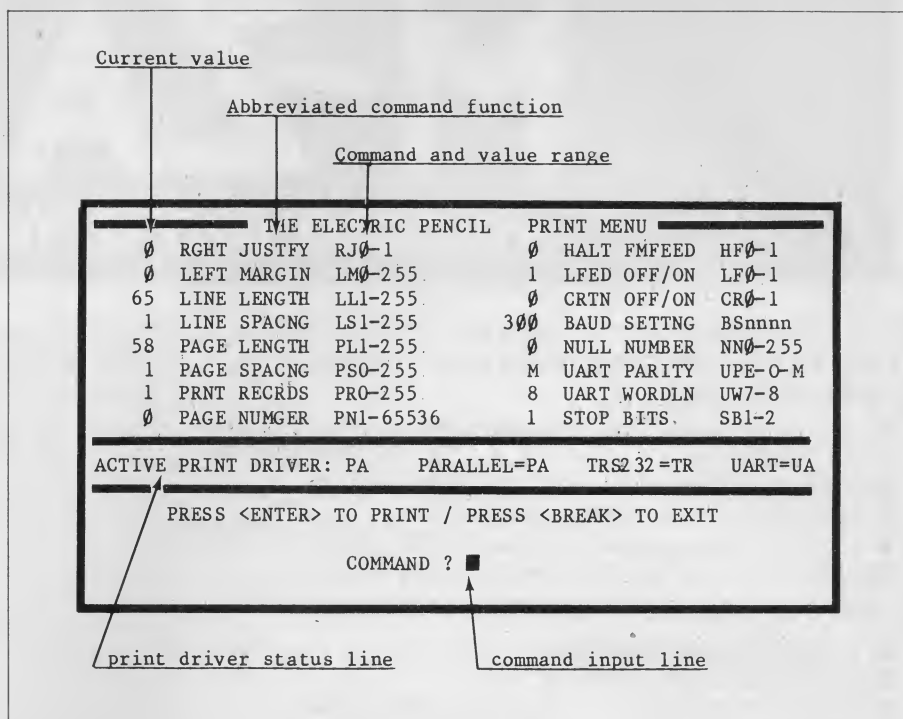 Current value
Abbreviated command function
Command and value range
THE ELECTRIC PENCIL PRINT MENU
Ø RGHT JUSTFY RJØ-1 Ø HALT FMFEED HFØ-1
Ø LEFT MARGIN LMØ-255 1 LFED OFF/ON LFØ-1
65 LINE LENGTH LL1-255 Ø CRTN OFF/ON CRØ-1
1 LINE SPACNG LS1-255 3ØØ BAUD SETTNG BSnnnn
58 PAGE LENGTH PL1-255 Ø NULL NUMBER NNØ-255
1 PAGE SPACNG PS0-255 M UART PARITY UPE-O-M
1 PRNT RECRDS PR0-255 8 UART WORDLN UW7-8
Ø PAGE NUMGER PN1-65536 1 STOP BITS SB1-2
ACTIVE PRINT DRIVER: PA PARALLEL=PA TRS232=TR UART=UA
PRESS <ENTER> TO PRINT / PRESS <BREAK> TO EXIT
COMMAND ?
print driver status line
command input line